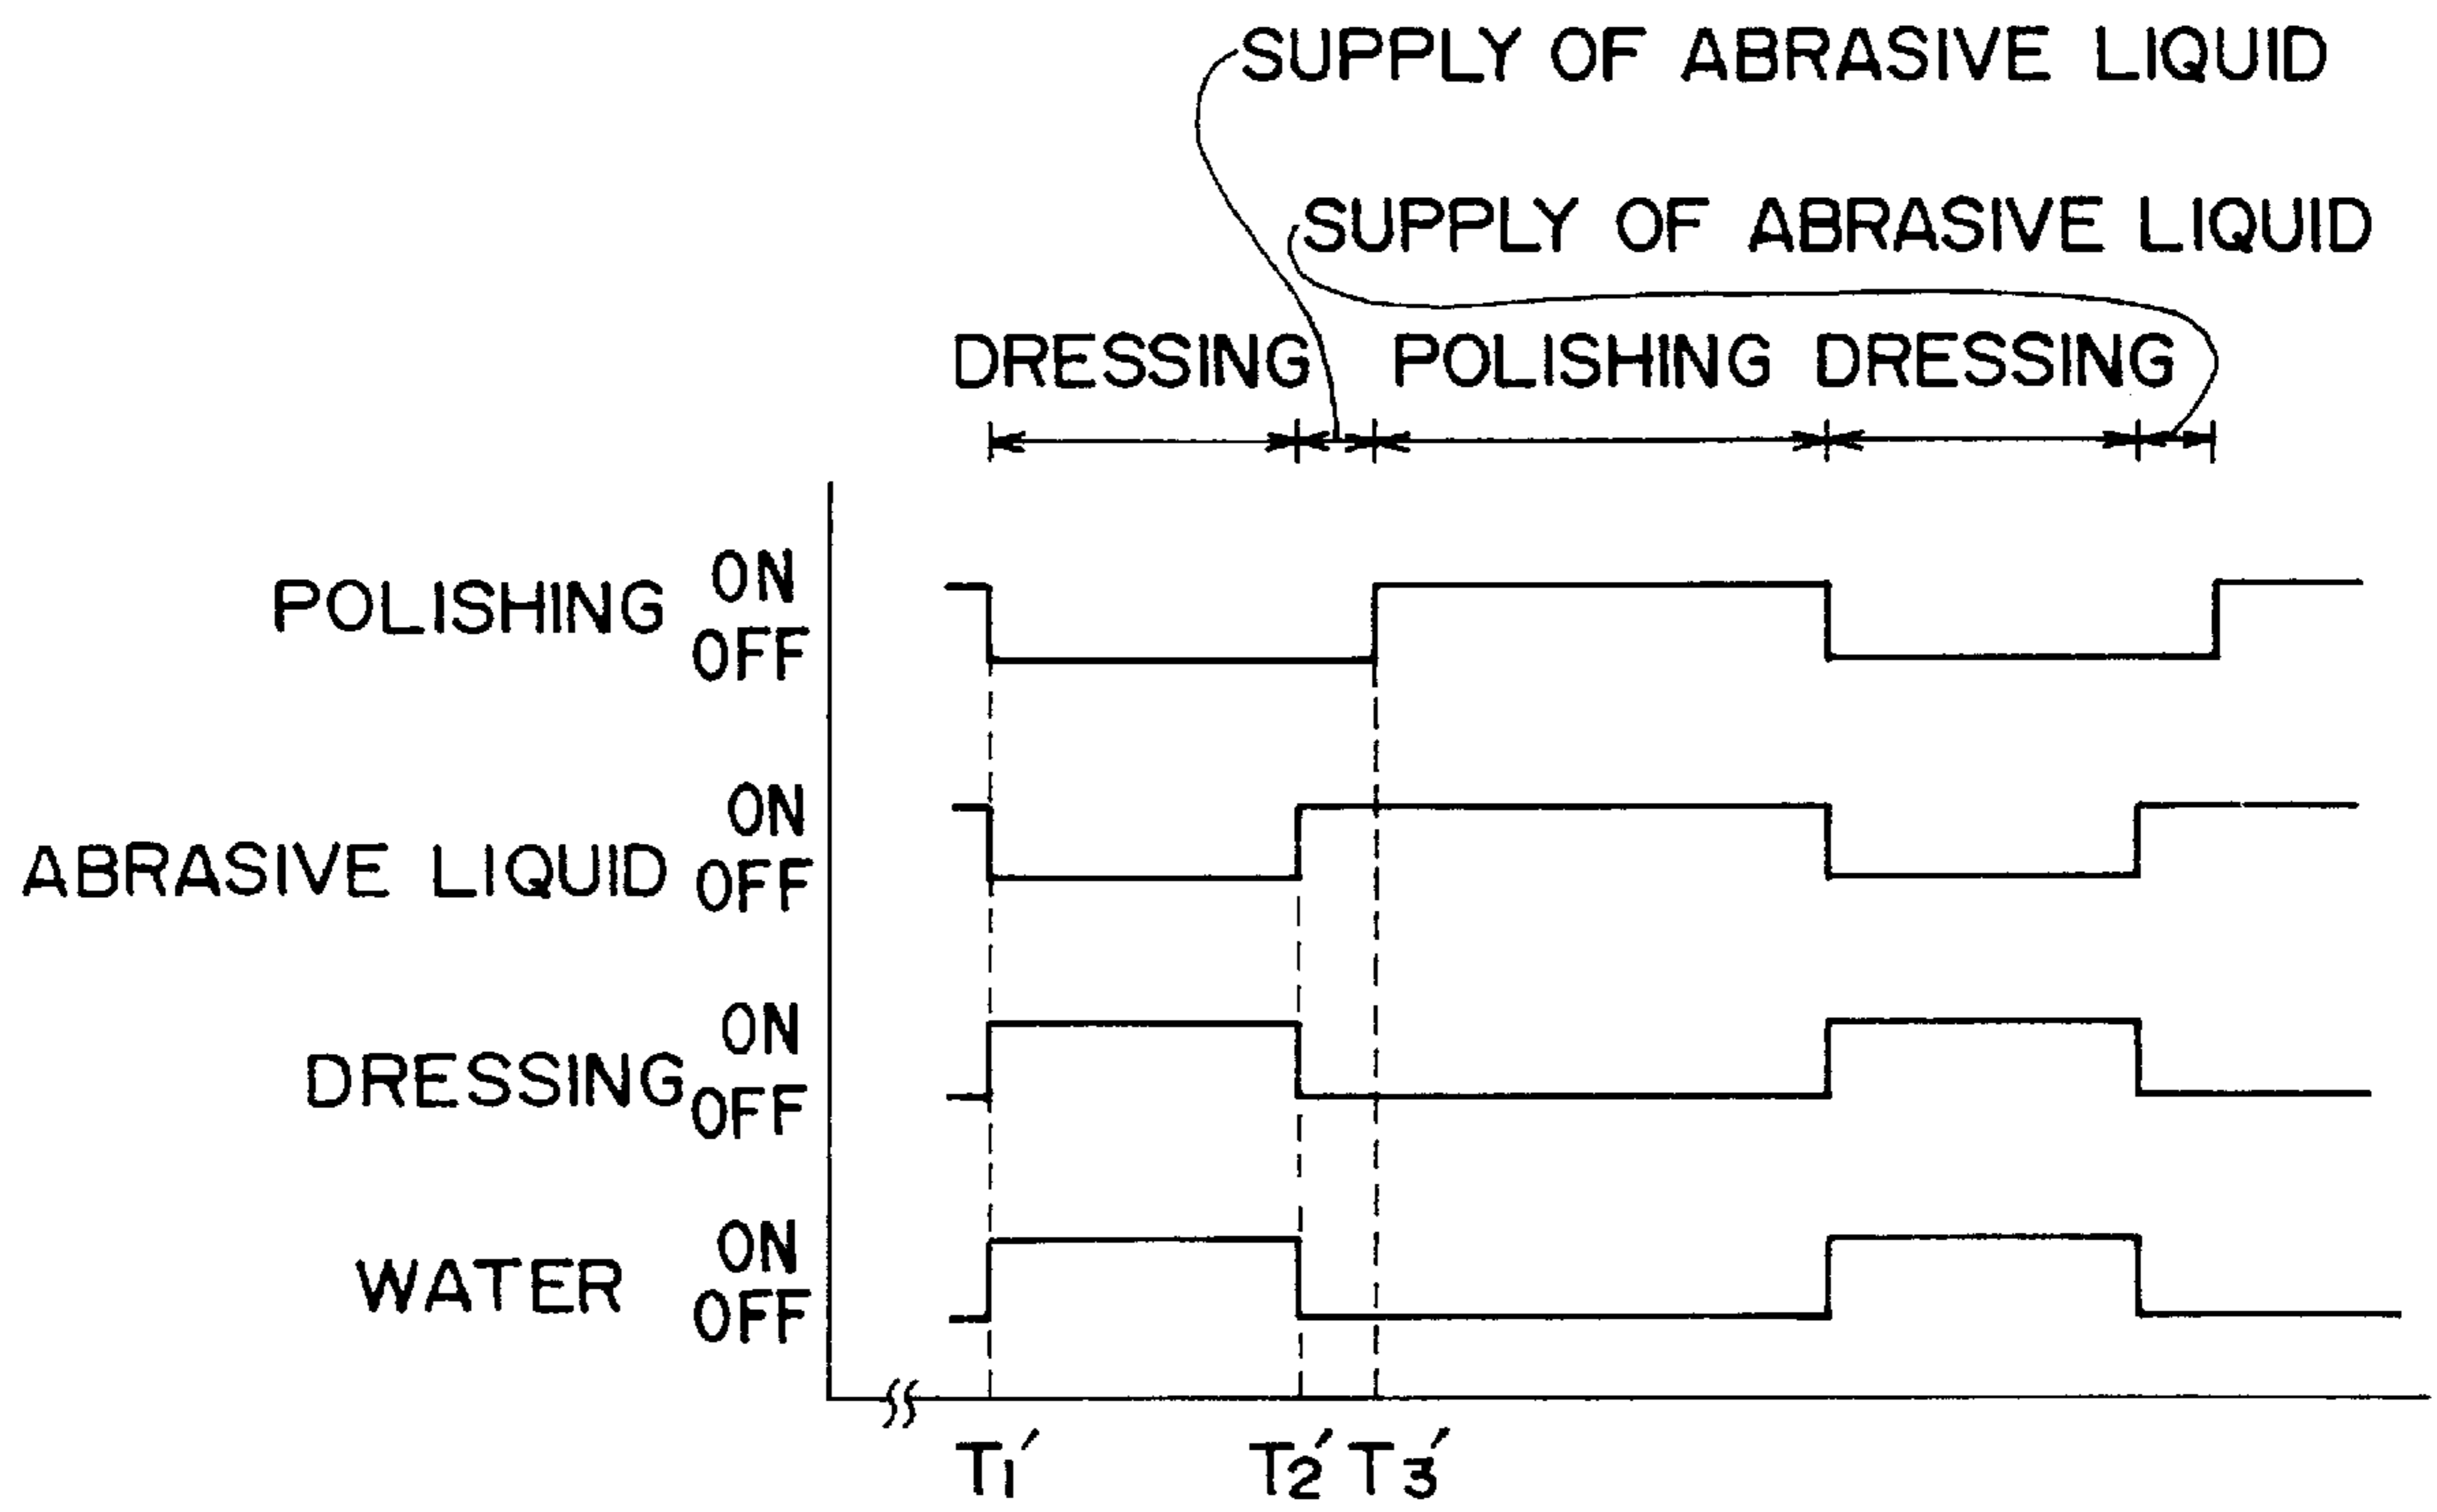 SUPPLY OF ABRASIVE LIQUID
SUPPLY OF ABRASIVE LIQUID
DRESSING POLISHING DRESSING
POLISHING ON
OFF
ABRASIVE LIQUID ON
OFF
DRESSING ON
OFF
WATER ON
OFF
T1' T2' T3'